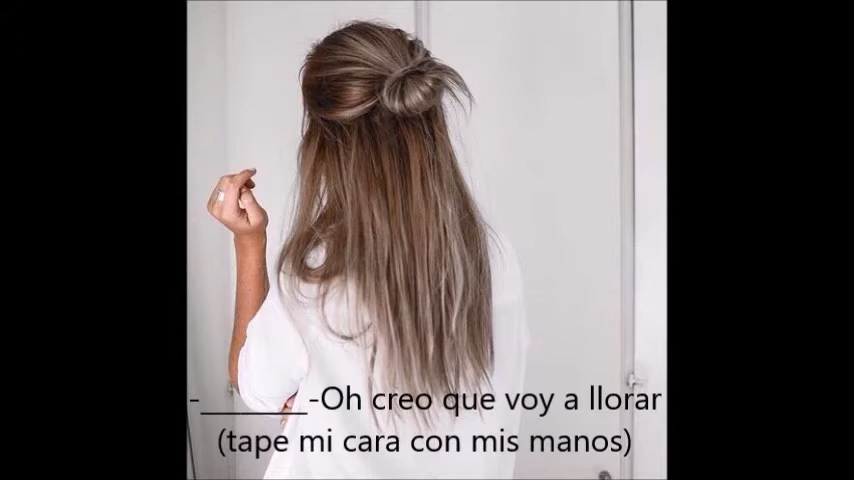 -_______-Oh creo que voy a llorar
(tape mi cara con mis manos)